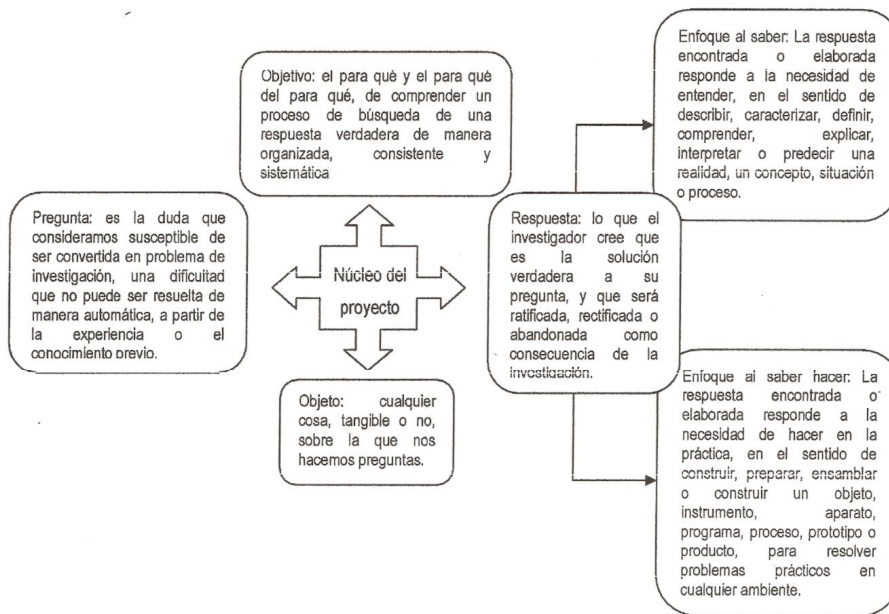 Objetivo: el para qué y el para qué
del para qué, de comprender un
proceso de búsqueda de una
respuesta verdadera de manera
organizada, consistente y
sistemática
Pregunta: es la duda que
consideramos susceptible de
ser convertida en problema de
investigación, una dificultad
que no puede ser resuelta de
manera automática, a partir de
la experiencia o el
conocimiento previo.
Núcleo del
proyecto
Objeto: cualquier
cosa, tangible o no,
sobre la que nos
hacemos preguntas.
Respuesta: lo que el
investigador cree que
es la solución
verdadera a su
pregunta, y que será
ratificada, rectificada o
abandonada como
consecuencia de la
investigación.
Enfoque al saber: La respuesta
encontrada o elaborada
responde a la necesidad de
entender, en el sentido de
describir, caracterizar, definir,
comprender, explicar,
interpretar o predecir una
realidad, un concepto, situación
o proceso.
Enfoque al saber hacer: La
respuesta encontrada o
elaborada responde a la
necesidad de hacer en la
práctica, en el sentido de
construir, preparar, ensamblar
o construir un objeto,
instrumento, aparato,
programa, proceso, prototipo o
producto, para resolver
problemas prácticos en
cualquier ambiente.